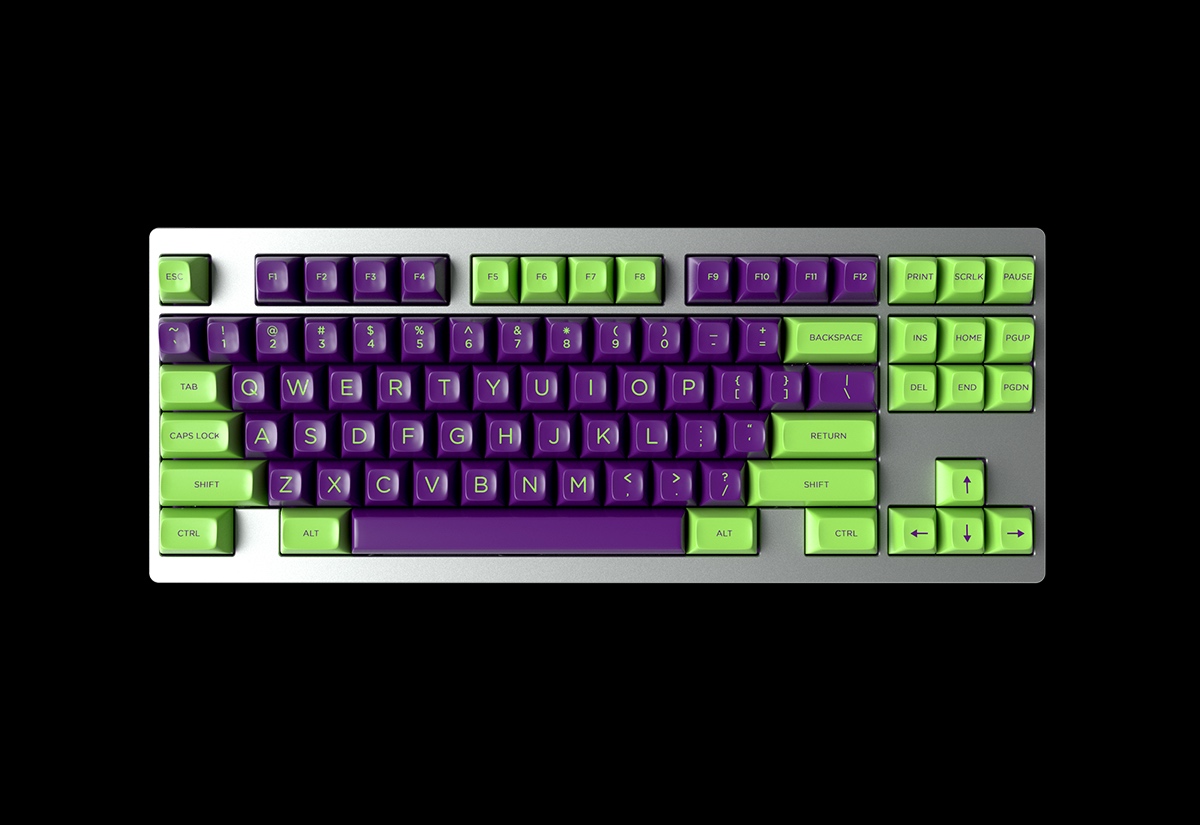 ESC F1 F2 F3 F4 F5 F6 F7 F8 F9 F10 F11 F12 PRINT SCRLK PAUSE
~ ! @ # $ % ^ & * ( ) _ +
` 1 2 3 4 5 6 7 8 9 0 - = BACKSPACE INS HOME PGUP
TAB Q W E R T Y U I O P { [ } ] | \ DEL END PGDN
CAPS LOCK A S D F G H J K L : ; " ' RETURN
SHIFT Z X C V B N M < , > . ? / SHIFT ↑
CTRL ALT ALT CTRL ← ↓ →